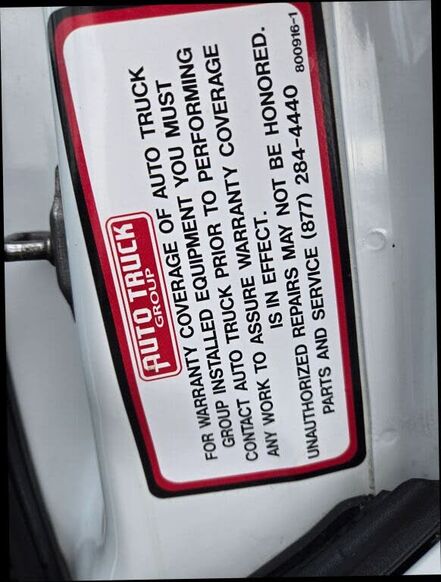 AUTO TRUCK
GROUP
FOR WARRANTY COVERAGE OF AUTO TRUCK
GROUP INSTALLED EQUIPMENT YOU MUST
CONTACT AUTO TRUCK PRIOR TO PERFORMING
ANY WORK TO ASSURE WARRANTY COVERAGE
IS IN EFFECT.
UNAUTHORIZED REPAIRS MAY NOT BE HONORED.
PARTS AND SERVICE (877) 284-4440
800916-1